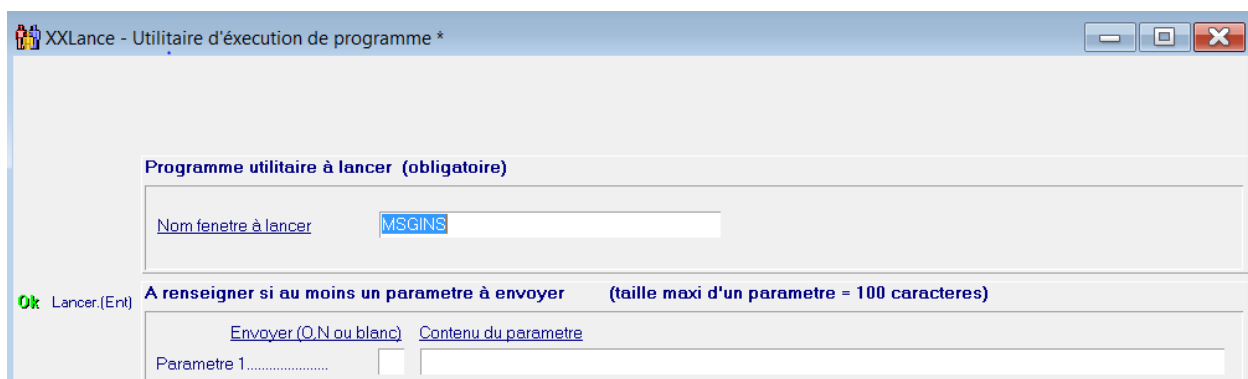 XXLance - Utilitaire d'éxecution de programme *
Programme utilitaire à lancer (obligatoire)
Nom fenetre à lancer MSGINS
Ok Lancer.(Ent) A renseigner si au moins un parametre à envoyer (taille maxi d'un parametre = 100 caracteres)
Envoyer (O,N ou blanc) Contenu du parametre
Parametre 1......................